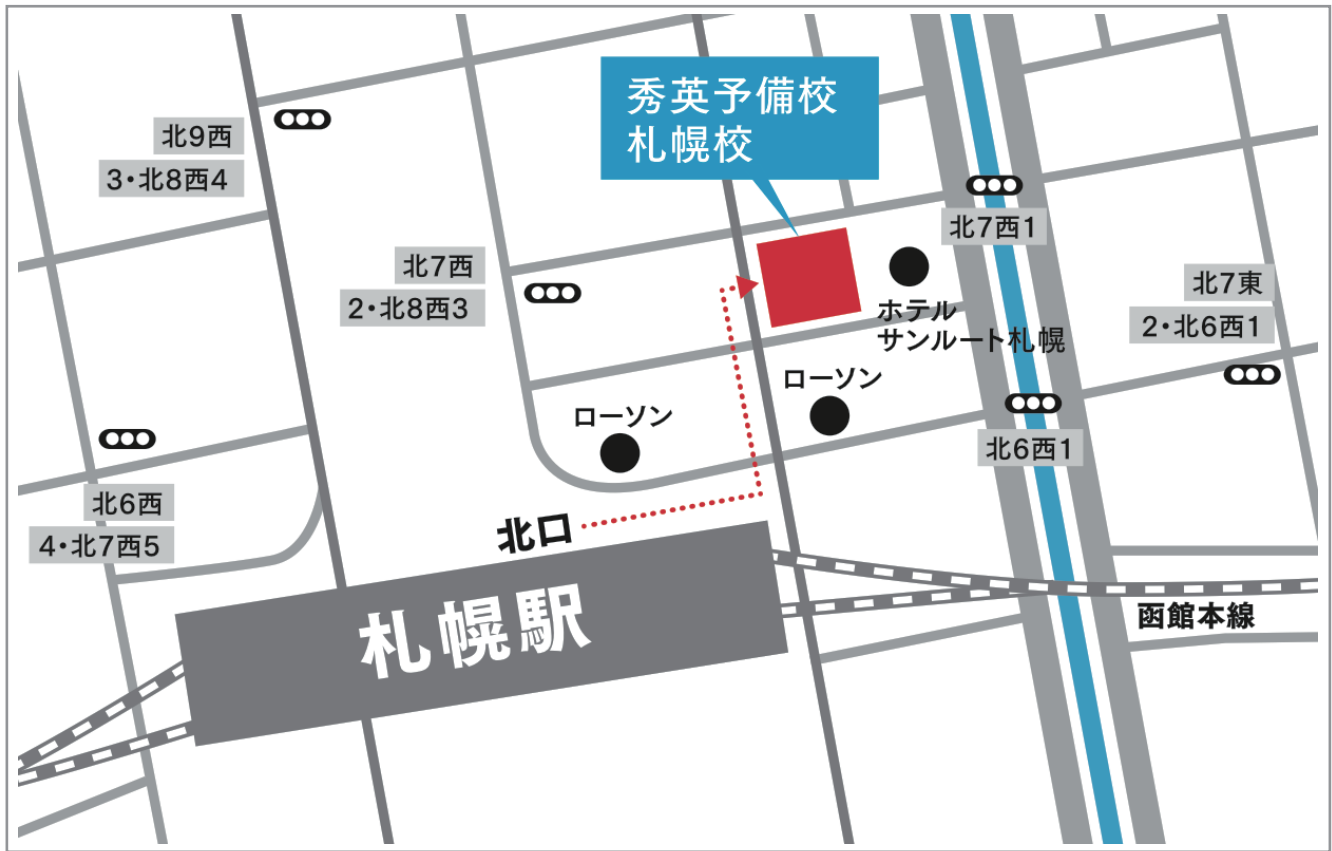 秀英予備校
札幌校
北9西
3・北8西4
北7西1
北7西
2・北8西3
北7東
2・北6西1
ホテル
サンルート札幌
ローソン
ローソン
北6西1
北6西
4・北7西5
北口
札幌駅
函館本線